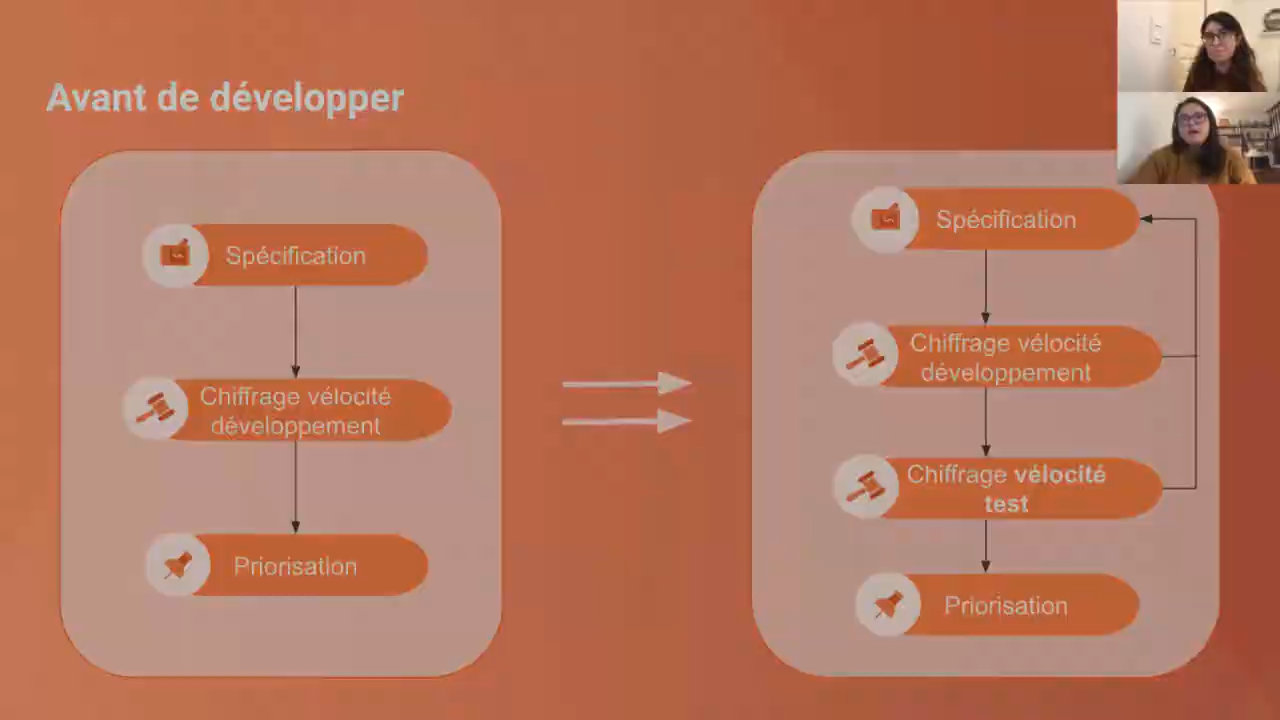 Avant de développer
Spécification
Chiffrage vélocité
développement
Priorisation
Spécification
Chiffrage vélocité
développement
Chiffrage vélocité
test
Priorisation